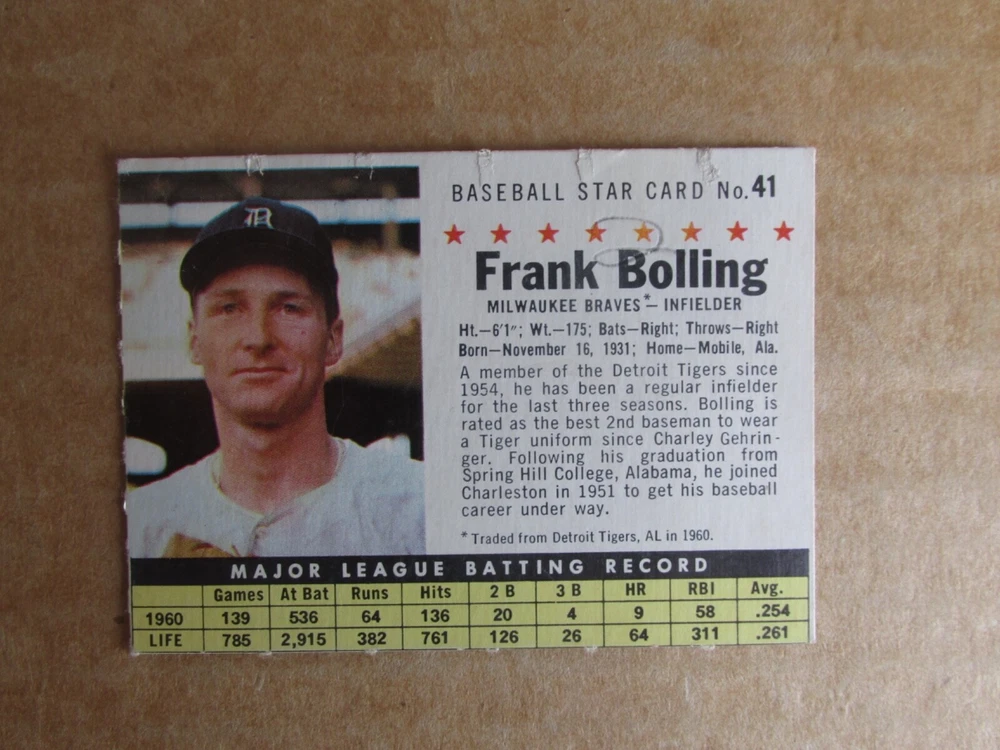 D
BASEBALL STAR CARD No. 41
Frank Bolling
MILWAUKEE BRAVES*—INFIELDER
Ht.—6'1"; Wt.—175; Bats—Right; Throws—Right
Born—November 16, 1931; Home—Mobile, Ala.
A member of the Detroit Tigers since
1954, he has been a regular infielder
for the last three seasons. Bolling is
rated as the best 2nd baseman to wear
a Tiger uniform since Charley Gehrin-
ger. Following his graduation from
Spring Hill College, Alabama, he joined
Charleston in 1951 to get his baseball
career under way.
* Traded from Detroit Tigers, AL in 1960.
MAJOR LEAGUE BATTING RECORD
Games At Bat Runs Hits 2 B 3 B HR RBI Avg.
1960 139 536 64 136 20 4 9 58 .254
LIFE 785 2,915 382 761 126 26 64 311 .261